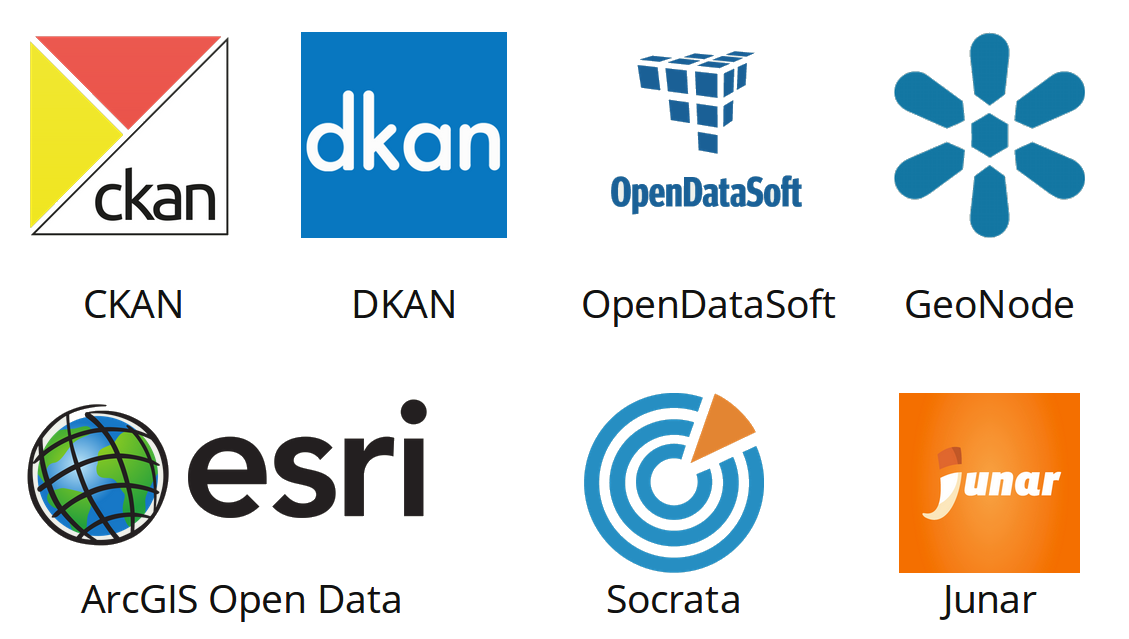 ckan
dkan
OpenDataSoft
CKAN
DKAN
OpenDataSoft
GeoNode
esri
junar
ArcGIS Open Data
Socrata
Junar